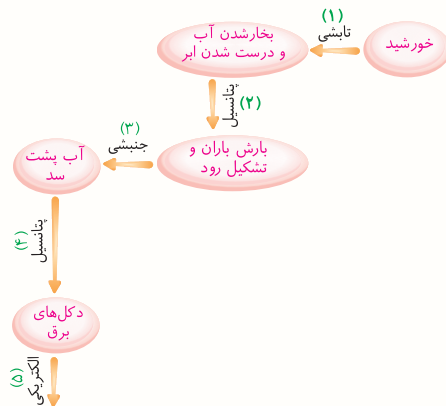 خورشید
(۱)
تابشی
بخارشدن آب
و درست شدن ابر
(۲)
پتانسیل
بارش باران و
تشکیل رود
(۳)
جنبشی
آب پشت
سد
(۴)
پتانسیل
دکل‌های
برق
(۵)
الکتریکی